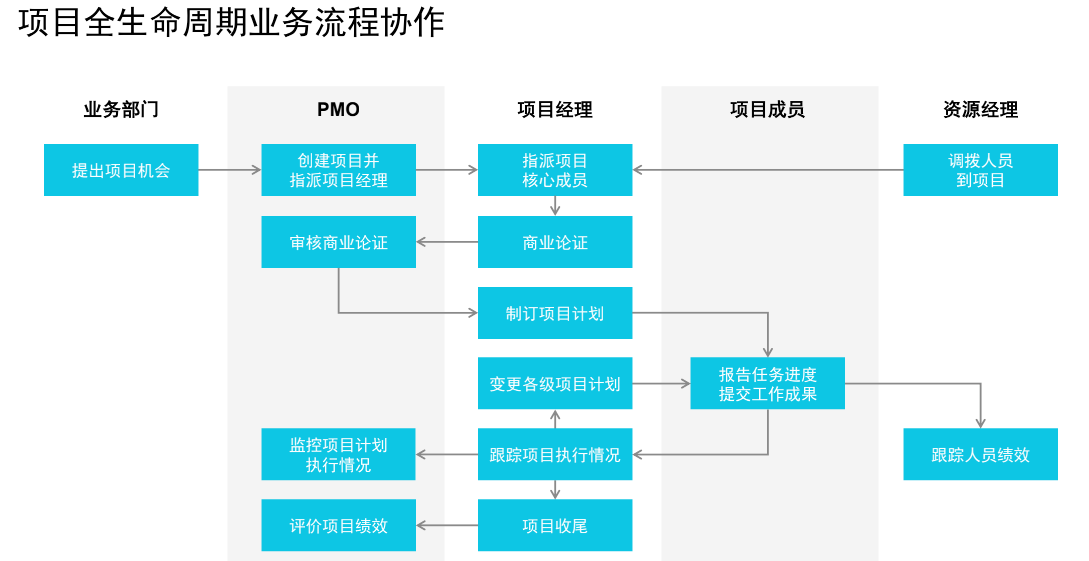 项目全生命周期业务流程协作
业务部门
PMO
项目经理
项目成员
资源经理
提出项目机会
创建项目并
指派项目经理
指派项目
核心成员
调拨人员
到项目
审核商业论证
商业论证
制订项目计划
变更各级项目计划
报告任务进度
提交工作成果
监控项目计划
执行情况
跟踪项目执行情况
跟踪人员绩效
评价项目绩效
项目收尾